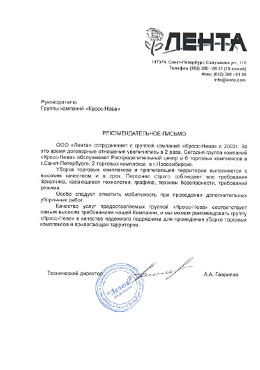 ЛЕНТА
197374, Санкт-Петербург, Савушкина ул., 112
Телефон (812) 380 - 61-31
Факс: (812) 380 - 61 50
info@lenta.com
Руководителю
Группы компаний «Кросс-Нева»
РЕКОМЕНДАТЕЛЬНОЕ ПИСЬМО
ООО «Лента» сотрудничает с группой компаний «Кросс-Нева» с 2003г. За
это время договорные отношения увеличились в 2 раза. Сегодня группа компаний
«Кросс-Нева» обслуживает Распределительный центр и 6 торговых комплексов в
г.Санкт-Петербурге, 2 торговых комплекса в г.Новосибирске.
Уборка торговых комплексов и прилегающей территории выполняется с
высоким качеством и в срок. Персонал строго соблюдает все требования
Заказчика, касающиеся технологии, графика, техники безопасности, требований
режима.
Особо следует отметить мобильность при проведении дополнительных
уборочных работ.
Качество услуг предоставляемых группой «Кросс-Нева» соответствует
самым высоким требованиям нашей Компании, и мы можем рекомендовать группу
«Кросс-Нева» в качестве надежного подрядчика для проведения уборки торговых
комплексов и прилегающей территории.
Технический директор
А.А. Гаврилов